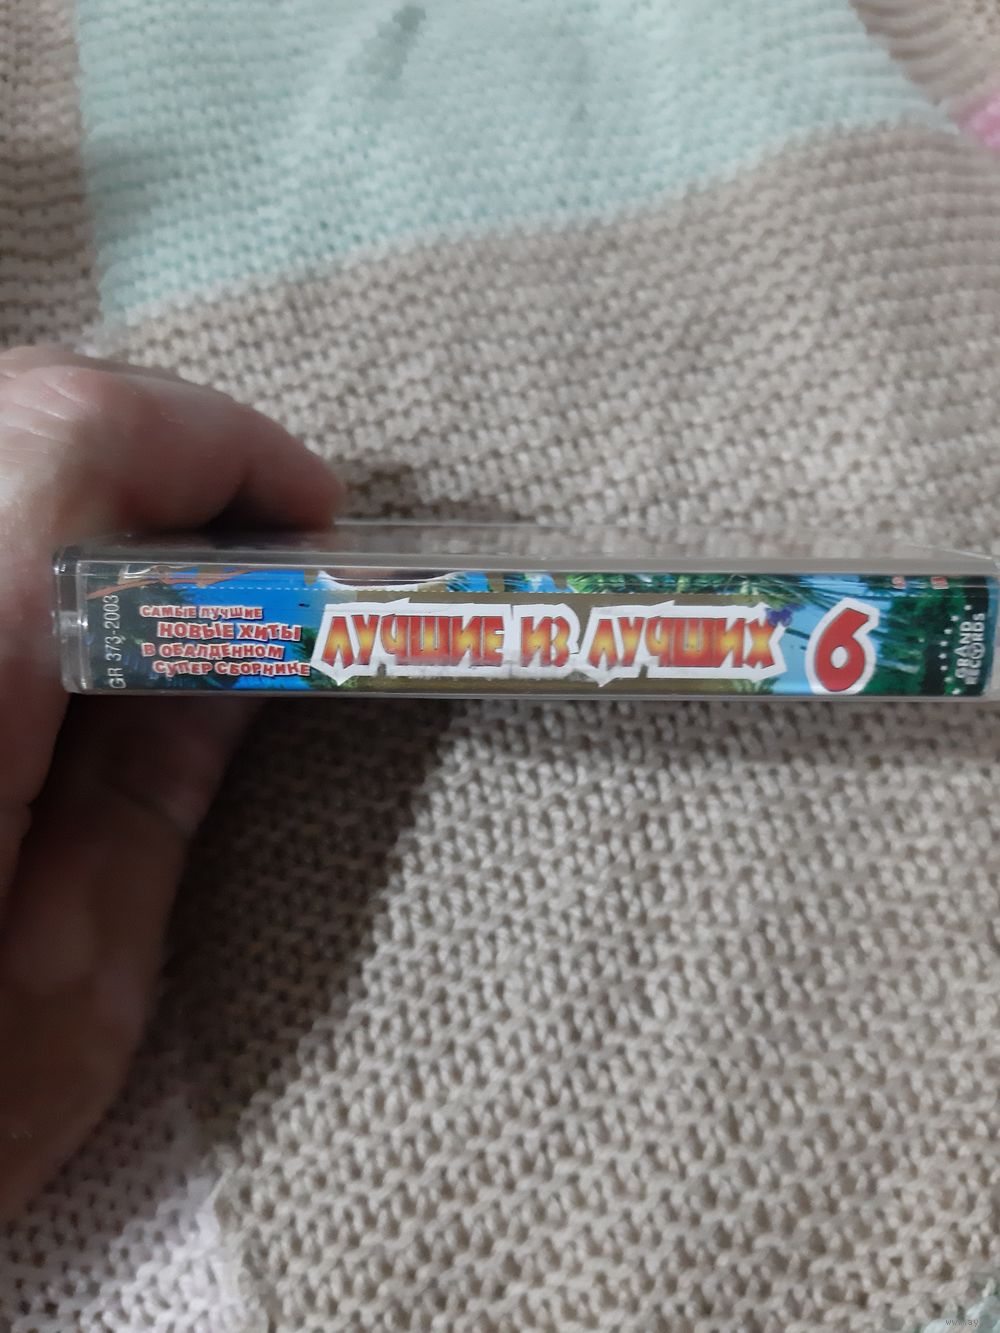 GR 373-2003
САМЫЕ ЛУЧШИЕ
НОВЫЕ ХИТЫ
В ОБАЛДЕННОМ
СУПЕР СБОРНИКЕ
ЛУЧШИЕ ИЗ ЛУЧШИХ 6
GRAND
RECORDS